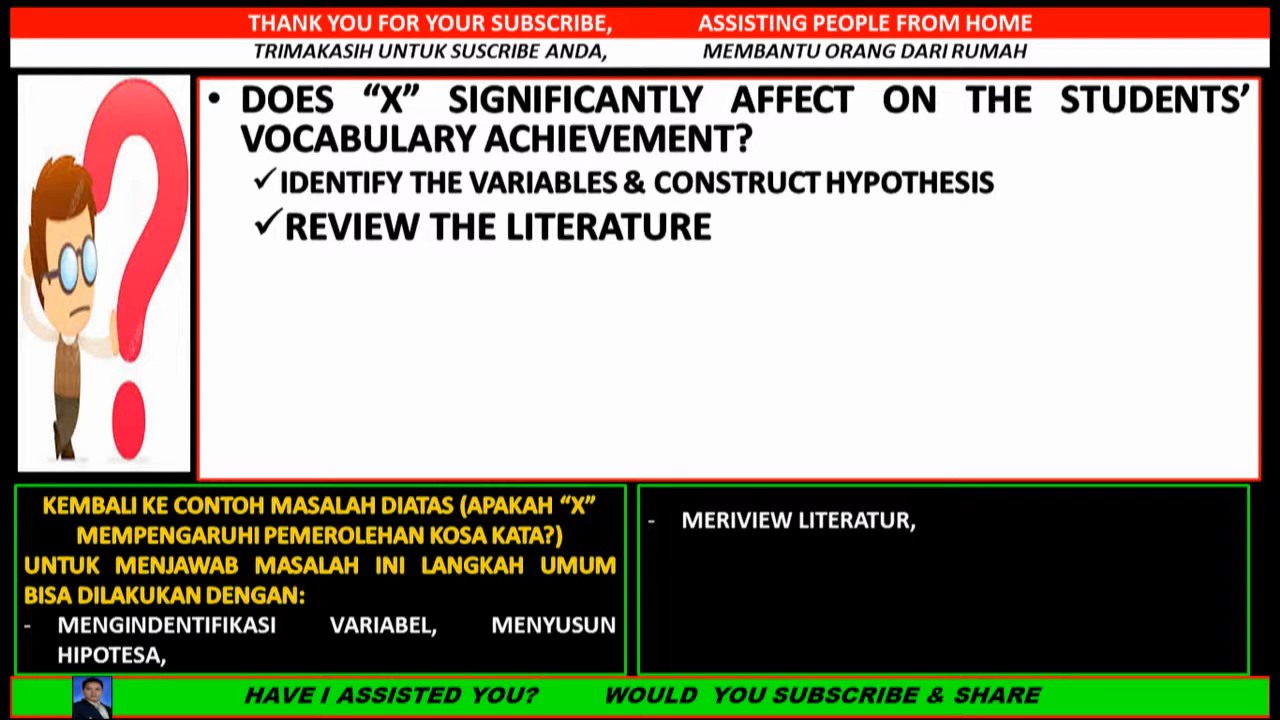 THANK YOU FOR YOUR SUBSCRIBE, ASSISTING PEOPLE FROM HOME
TRIMAKASIH UNTUK SUSCRIBE ANDA, MEMBANTU ORANG DARI RUMAH
• DOES “X” SIGNIFICANTLY AFFECT ON THE STUDENTS’
VOCABULARY ACHIEVEMENT?
✓IDENTIFY THE VARIABLES & CONSTRUCT HYPOTHESIS
✓REVIEW THE LITERATURE
KEMBALI KE CONTOH MASALAH DIATAS (APAKAH “X”
MEMPENGARUHI PEMEROLEHAN KOSA KATA?)
UNTUK MENJAWAB MASALAH INI LANGKAH UMUM
BISA DILAKUKAN DENGAN:
- MENGINDENTIFIKASI VARIABEL, MENYUSUN
HIPOTESA,
- MERIVIEW LITERATUR,
HAVE I ASSISTED YOU? WOULD YOU SUBSCRIBE & SHARE